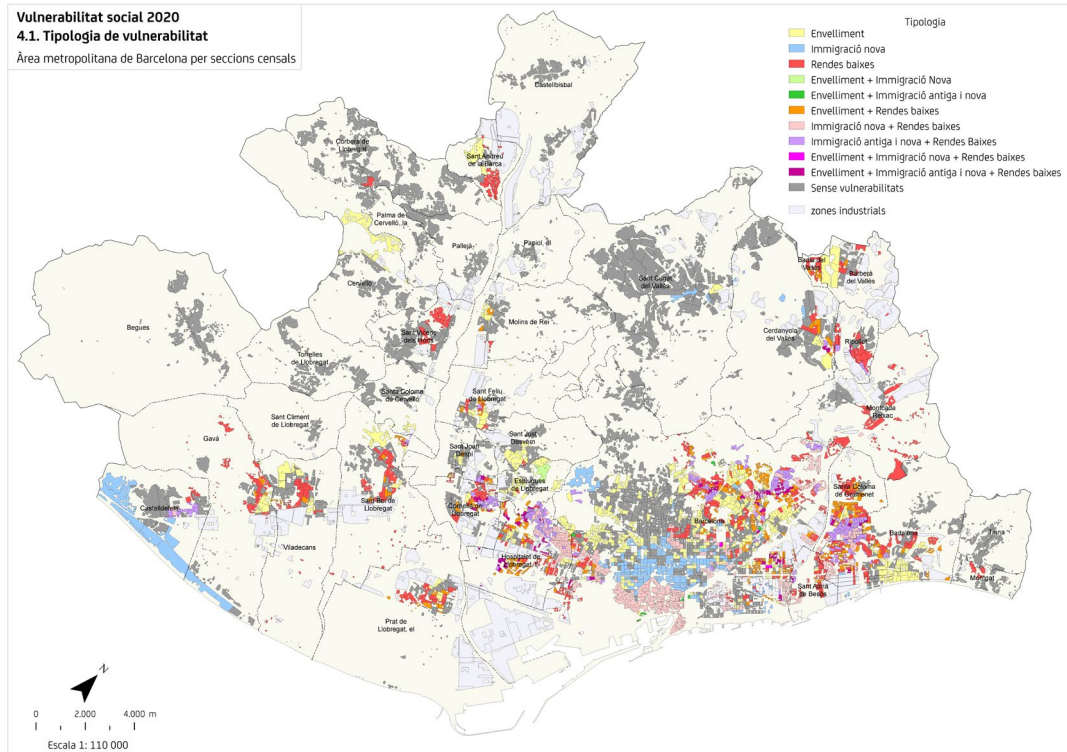 Vulnerabilitat social 2020
4.1. Tipologia de vulnerabilitat
Àrea metropolitana de Barcelona per seccions censals
Tipologia
Envelliment
Immigració nova
Rendes baixes
Envelliment + Immigració Nova
Envelliment + Immigració antiga i nova
Envelliment + Rendes baixes
Immigració nova + Rendes baixes
Immigració antiga i nova + Rendes Baixes
Envelliment + Immigració nova + Rendes baixes
Envelliment + Immigració antiga i nova + Rendes baixes
Sense vulnerabilitats
zones industrials
Castellbisbal
Corbera de
Llobregat
Sant Andreu
de la Barca
Palma de
Cervelló, la
Pallejà
Papiol, el
Cervelló
Sant Cugat
del Vallès
Badia del
Vallès
Barberà
del Vallès
Begues
Sant Vicenç
dels Horts
Molins de Rei
Cerdanyola
del Vallès
Ripollet
Torrelles
de Llobregat
Santa Coloma
de Cervelló
Sant Feliu
de Llobregat
Montcada i
Reixac
Sant Climent
de Llobregat
Gavà
Sant Just
Desvern
Sant Joan
Despí
Esplugues
de Llobregat
Santa Coloma
de Gramenet
Castelldefels
Sant Boi de
Llobregat
Cornellà de
Llobregat
Barcelona
Badalona
Tiana
Viladecans
Hospitalet de
Llobregat, l'
Montgat
Sant Adrià
de Besòs
Prat de
Llobregat, el
N
0 2.000 4.000 m
Escala 1: 110 000